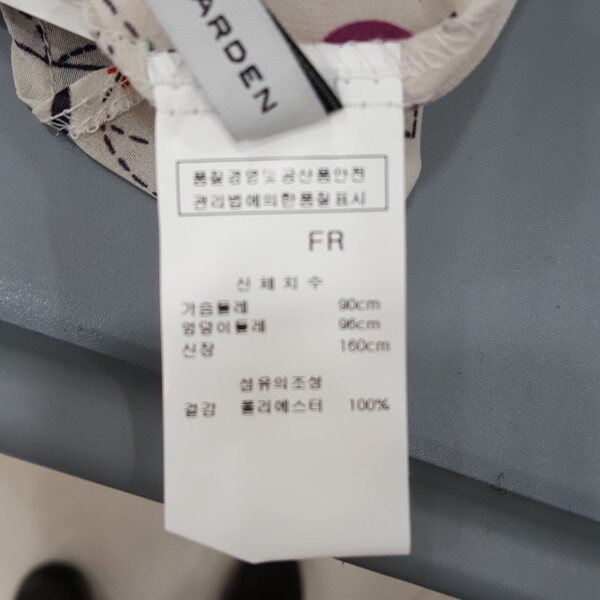 ARDEN
품질경영및공산품안전
관리법에의한품질표시
FR
신체치수
가슴둘레 90cm
엉덩이둘레 96cm
신장 160cm
섬유의조성
겉감 폴리에스터 100%